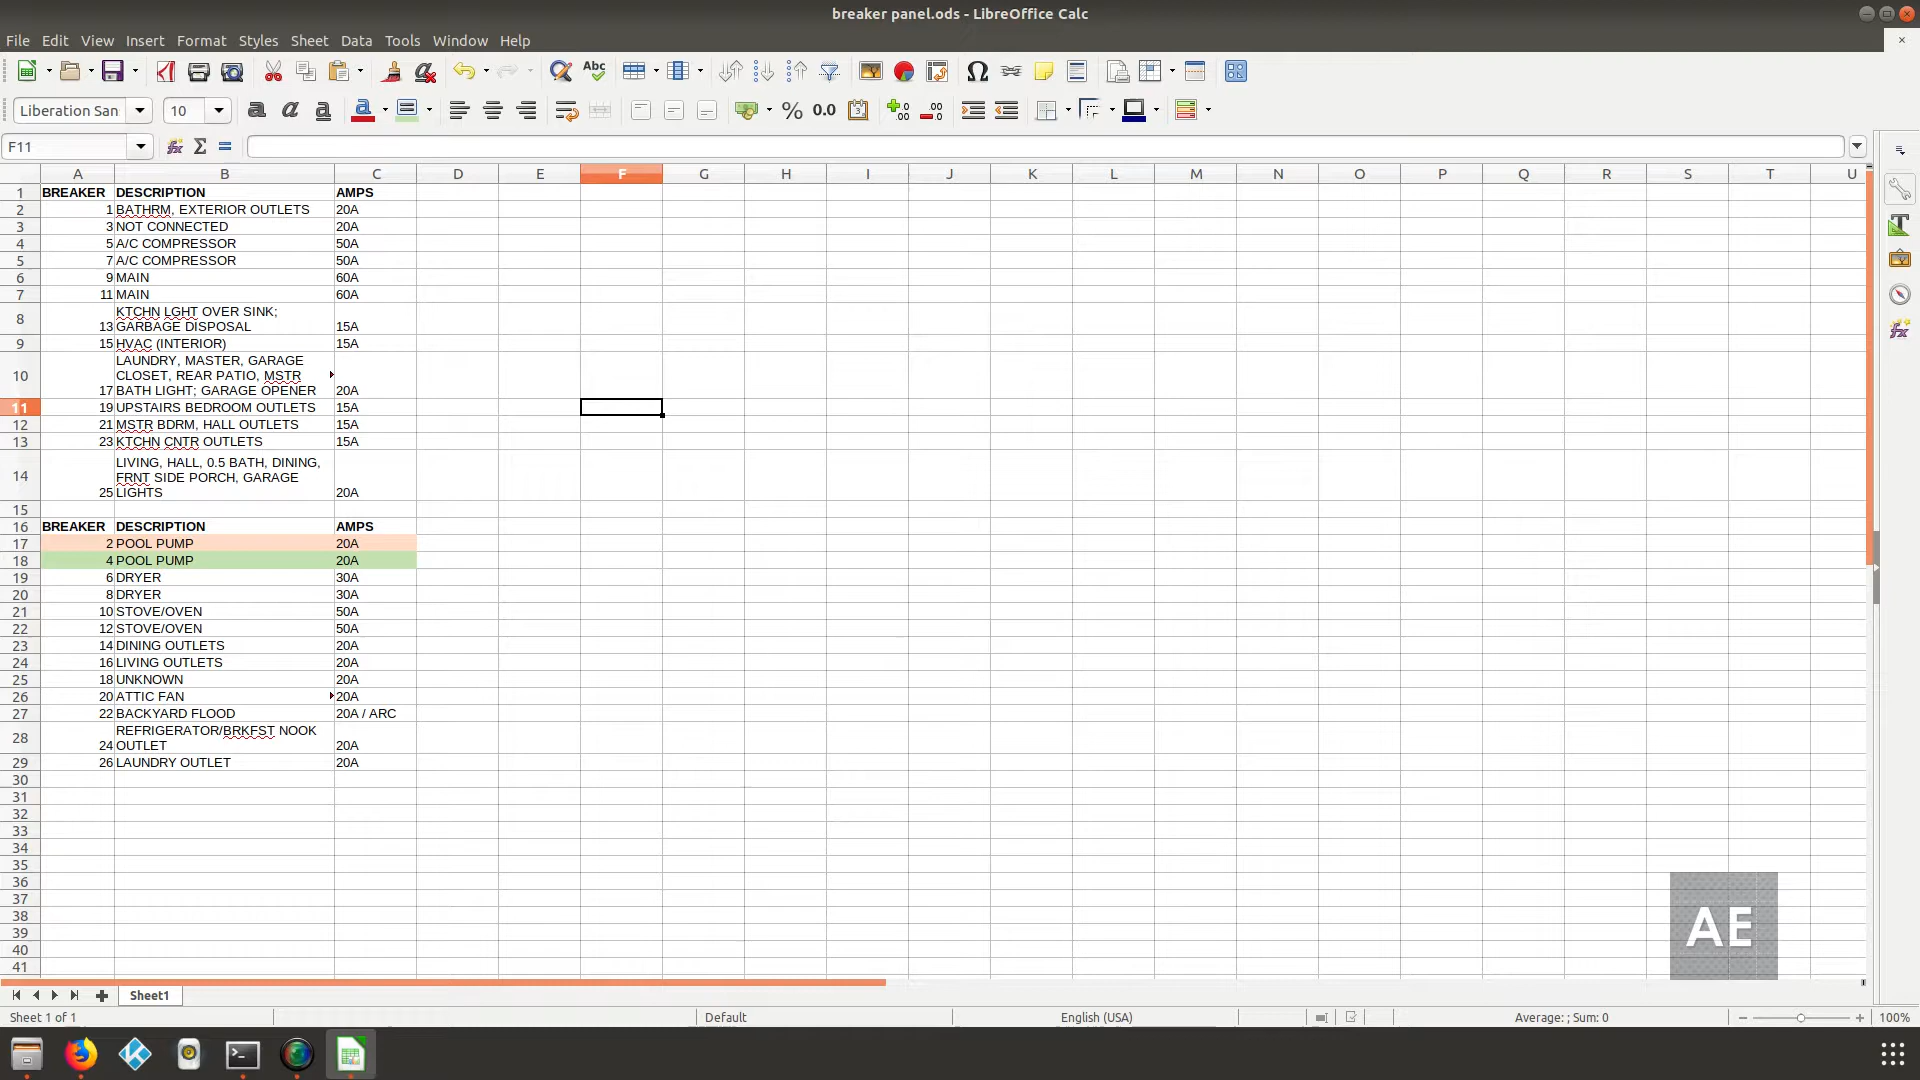 breaker panel.ods - LibreOffice Calc
File Edit View Insert Format Styles Sheet Data Tools Window Help
Liberation San 10
F11
A B C D E F G H I J K L M N O P Q R S T U
1 BREAKER DESCRIPTION AMPS
2 1 BATHRM, EXTERIOR OUTLETS 20A
3 3 NOT CONNECTED 20A
4 5 A/C COMPRESSOR 50A
5 7 A/C COMPRESSOR 50A
6 9 MAIN 60A
7 11 MAIN 60A
KTCHN LGHT OVER SINK;
8 13 GARBAGE DISPOSAL 15A
9 15 HVAC (INTERIOR) 15A
LAUNDRY, MASTER, GARAGE
10 CLOSET, REAR PATIO, MSTR
17 BATH LIGHT; GARAGE OPENER 20A
11 19 UPSTAIRS BEDROOM OUTLETS 15A
12 21 MSTR BDRM, HALL OUTLETS 15A
13 23 KTCHN CNTR OUTLETS 15A
LIVING, HALL, 0.5 BATH, DINING,
14 FRNT SIDE PORCH, GARAGE
25 LIGHTS 20A
15
16 BREAKER DESCRIPTION AMPS
17 2 POOL PUMP 20A
18 4 POOL PUMP 20A
19 6 DRYER 30A
20 8 DRYER 30A
21 10 STOVE/OVEN 50A
22 12 STOVE/OVEN 50A
23 14 DINING OUTLETS 20A
24 16 LIVING OUTLETS 20A
25 18 UNKNOWN 20A
26 20 ATTIC FAN 20A
27 22 BACKYARD FLOOD 20A / ARC
REFRIGERATOR/BRKFST NOOK
28 24 OUTLET 20A
29 26 LAUNDRY OUTLET 20A
30
31
32
33
34
35
36
37
38
39
40
41
AE
Sheet1
Sheet 1 of 1 Default English (USA) Average: ; Sum: 0 100%